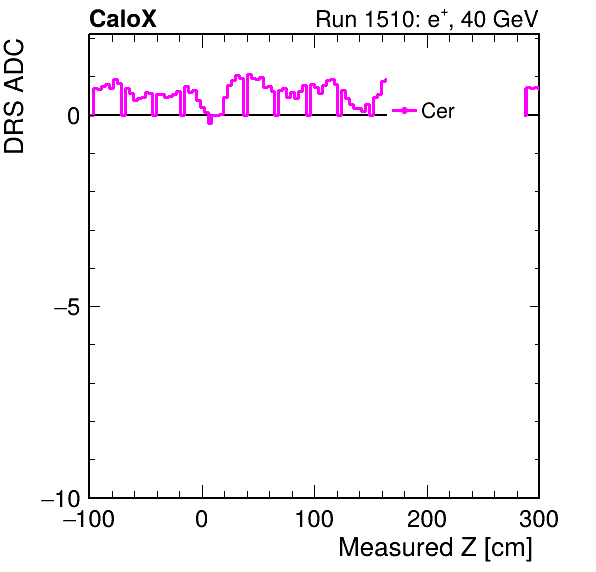 CaloX Run 1510: e⁺, 40 GeV
DRS ADC
0
−5
−10
Cer
−100 0 100 200 300
Measured Z [cm]